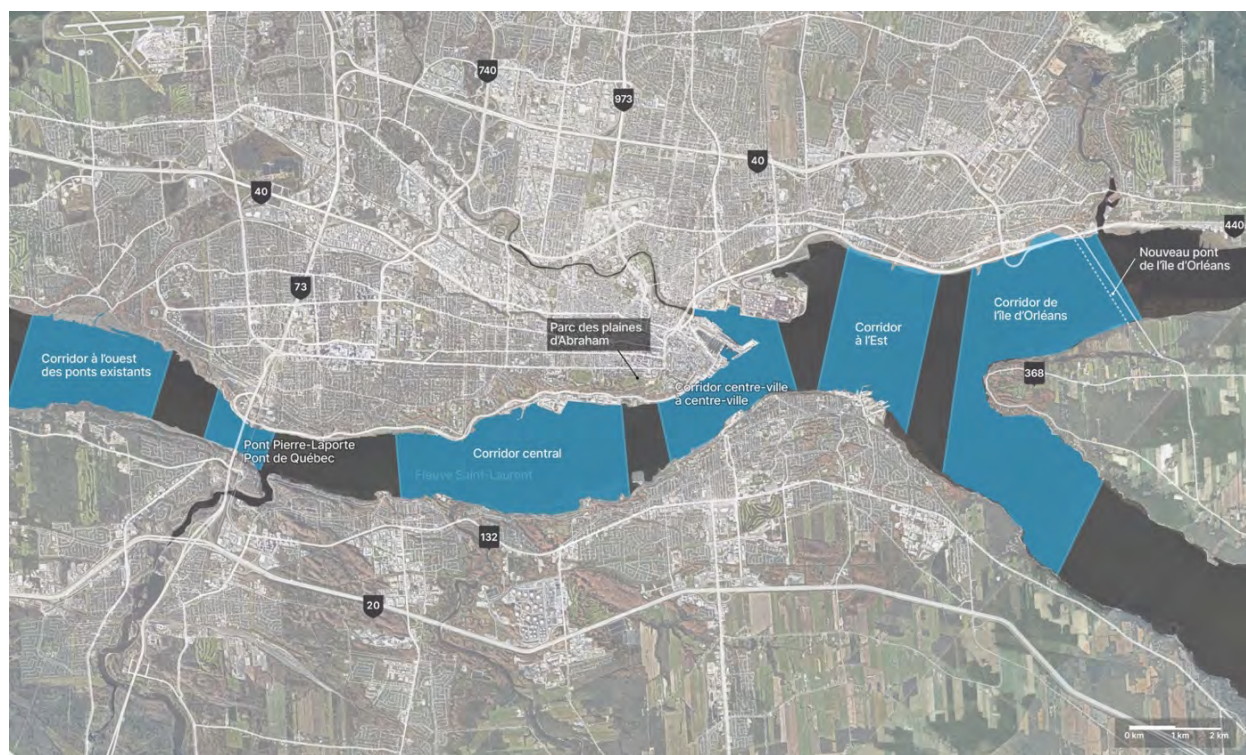 740
973
40
40
440
Nouveau pont
de l'île d'Orléans
73
Corridor de
l'île d'Orléans
Parc des plaines
d'Abraham
Corridor
à l'Est
Corridor à l'ouest
des ponts existants
368
Corridor centre-ville
à centre-ville
Pont Pierre-Laporte
Pont de Québec
Corridor central
Fleuve Saint-Laurent
132
20
0 km 1 km 2 km